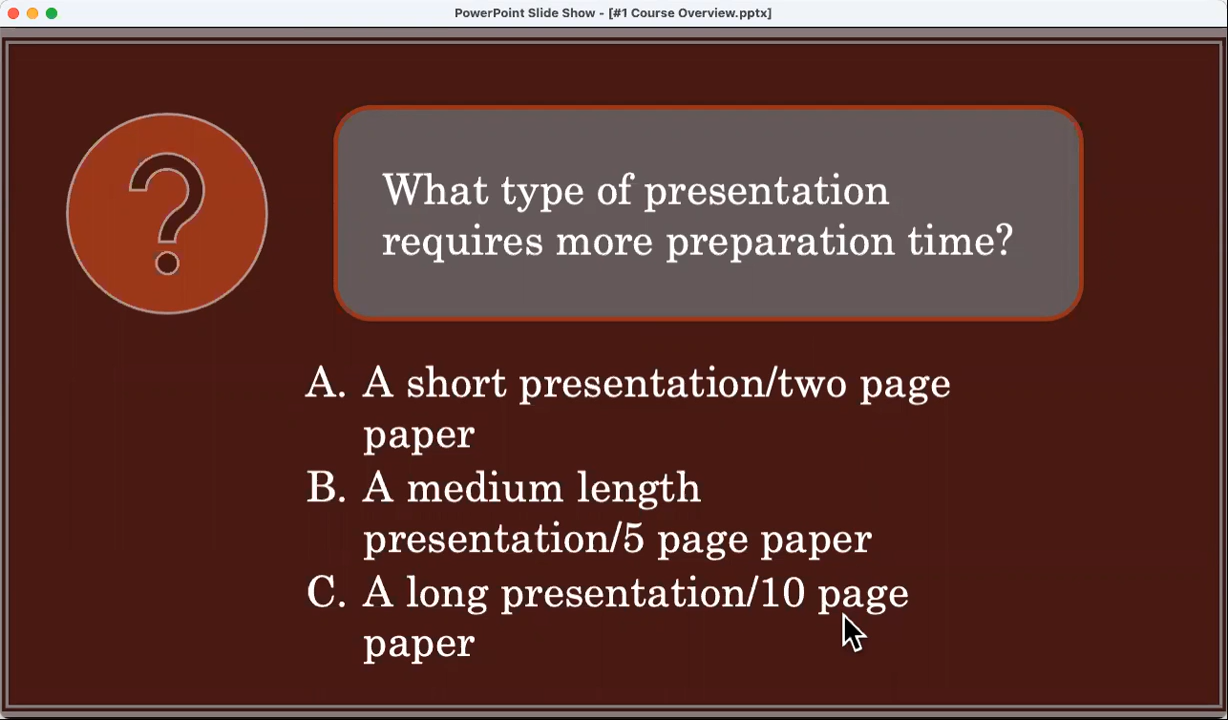 PowerPoint Slide Show - [#1 Course Overview.pptx]
?
What type of presentation
requires more preparation time?
A. A short presentation/two page
paper
B. A medium length
presentation/5 page paper
C. A long presentation/10 page
paper